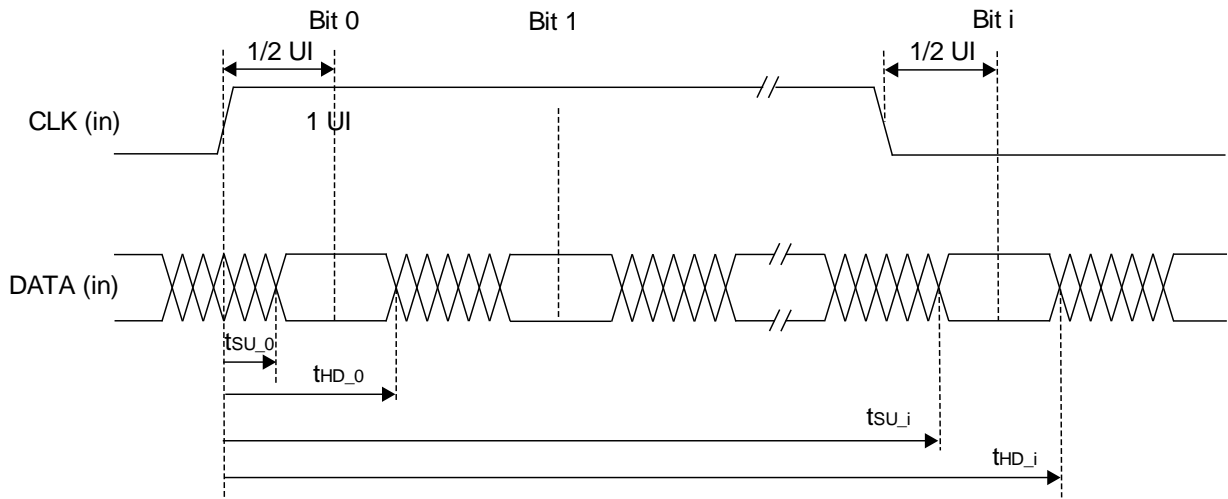 Bit 0
Bit 1
Bit i
1/2 UI
1/2 UI
CLK (in)
1 UI
DATA (in)
tSU_0
tHD_0
tSU_i
tHD_i